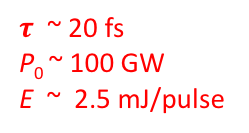 τ ~ 20 fs
P₀ ~ 100 GW
E ~ 2.5 mJ/pulse